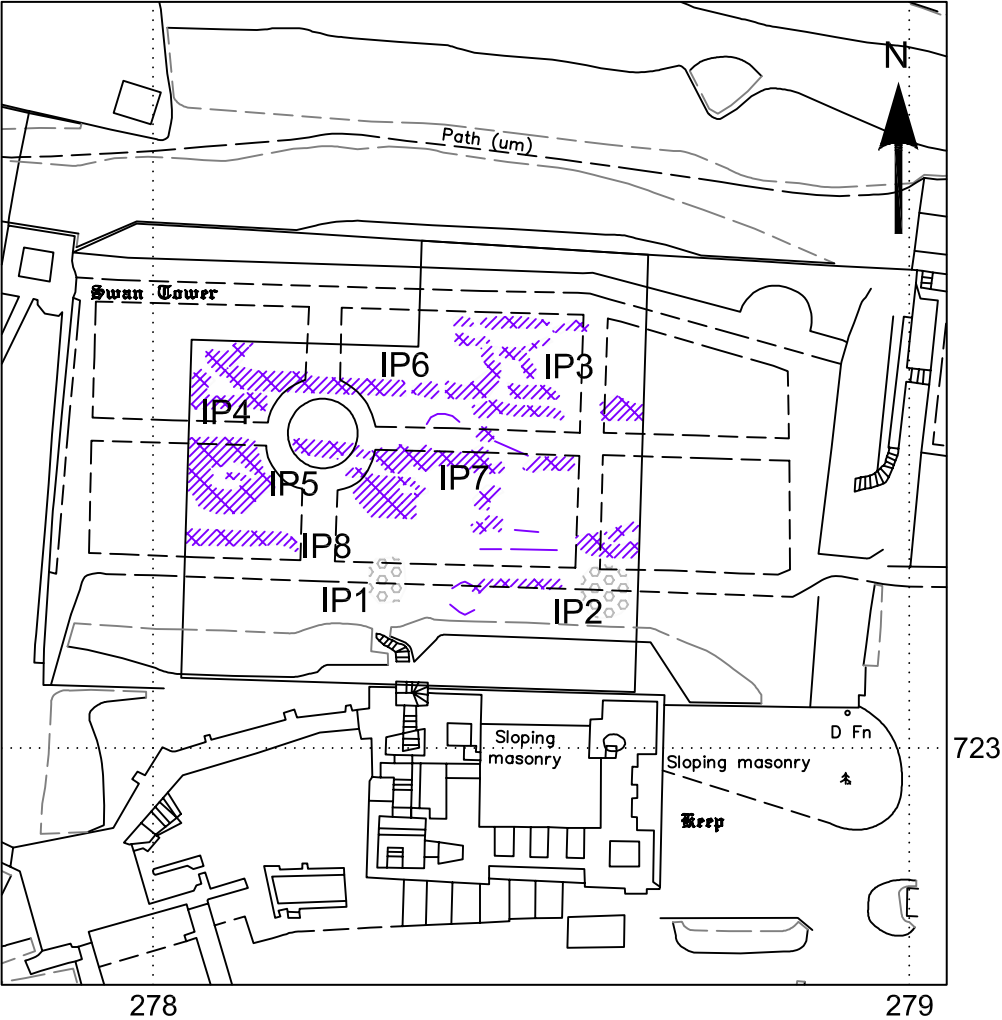 N
Path (um)
Swan Tower
IP6
IP3
IP4
IP5
IP7
IP8
IP1
IP2
D Fn
Sloping
masonry
723
Sloping masonry
Keep
278
279